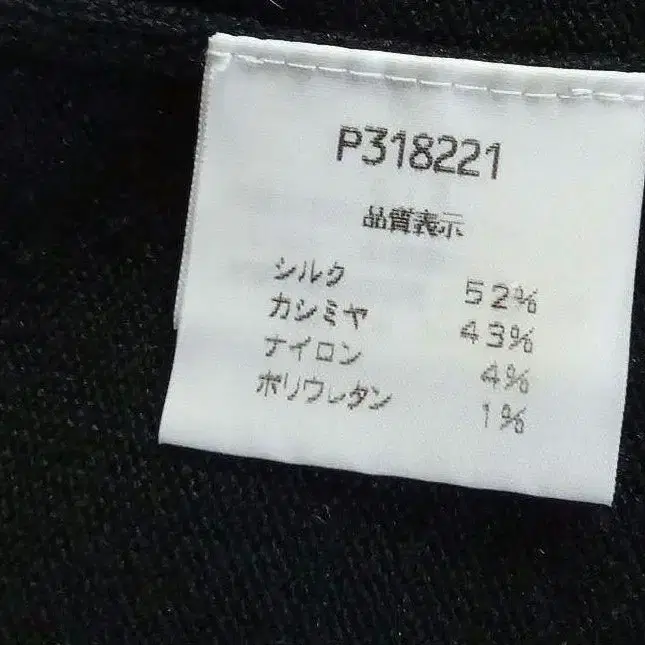 P318221
品質表示
シルク 52%
カシミヤ 43%
ナイロン 4%
ポリウレタン 1%